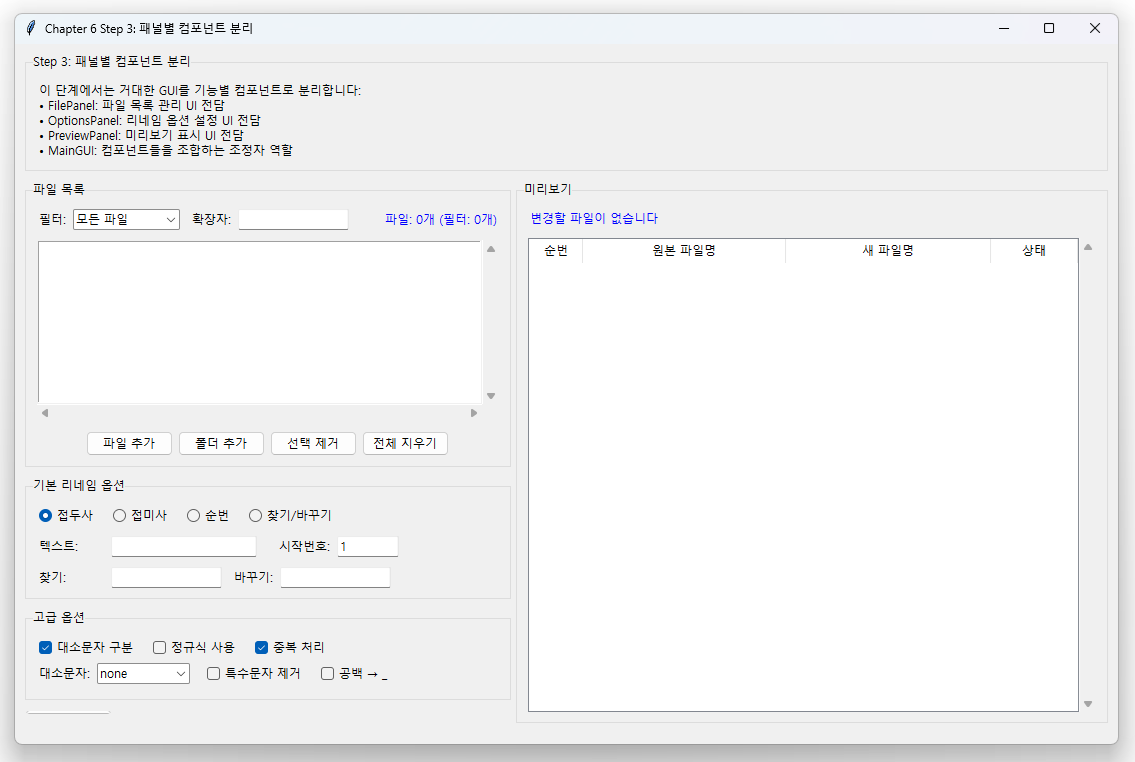 Chapter 6 Step 3: 패널별 컴포넌트 분리
Step 3: 패널별 컴포넌트 분리
이 단계에서는 거대한 GUI를 기능별 컴포넌트로 분리합니다:
• FilePanel: 파일 목록 관리 UI 전담
• OptionsPanel: 리네임 옵션 설정 UI 전담
• PreviewPanel: 미리보기 표시 UI 전담
• MainGUI: 컴포넌트들을 조합하는 조정자 역할
파일 목록
필터: 모든 파일 확장자: 파일: 0개 (필터: 0개)
파일 추가 폴더 추가 선택 제거 전체 지우기
기본 리네임 옵션
접두사 접미사 순번 찾기/바꾸기
텍스트: 시작번호: 1
찾기: 바꾸기:
고급 옵션
대소문자 구분 정규식 사용 중복 처리
대소문자: none 특수문자 제거 공백 → _
미리보기
변경할 파일이 없습니다
순번 원본 파일명 새 파일명 상태